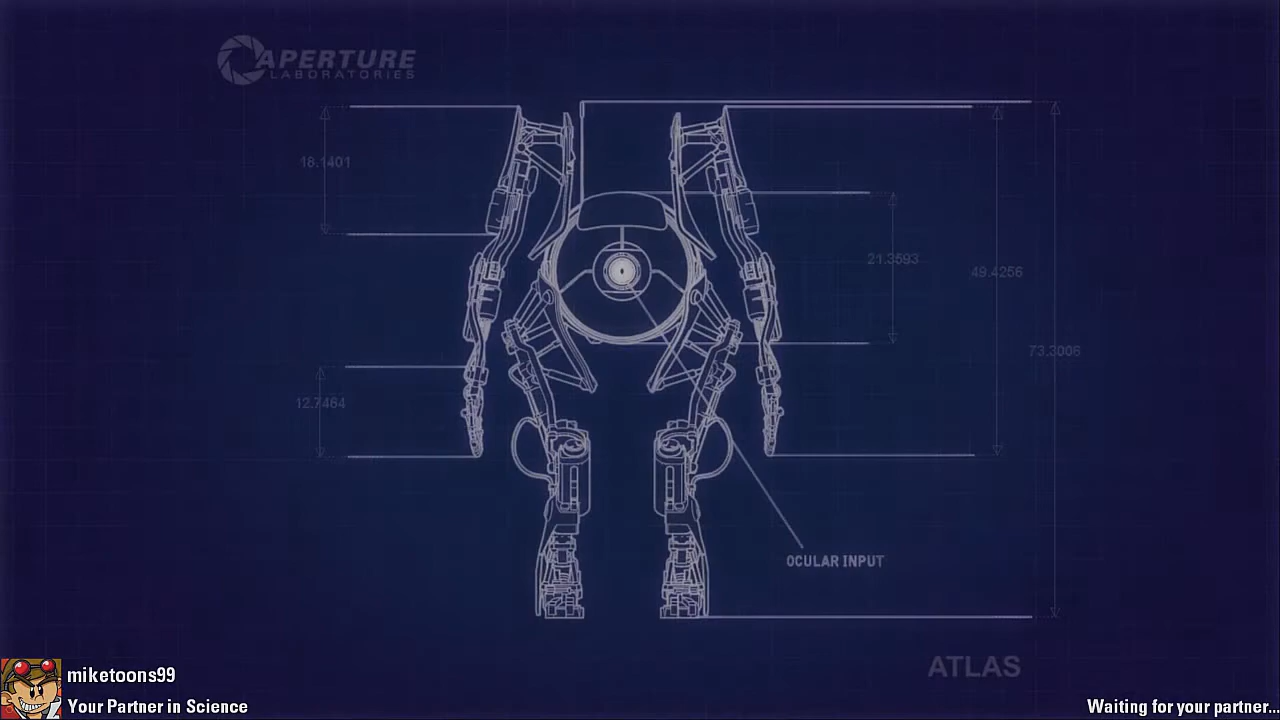 APERTURE
LABORATORIES
18.1401
21.3593
49.4256
73.3006
12.7464
OCULAR INPUT
ATLAS
miketoons99
Your Partner in Science
Waiting for your partner...